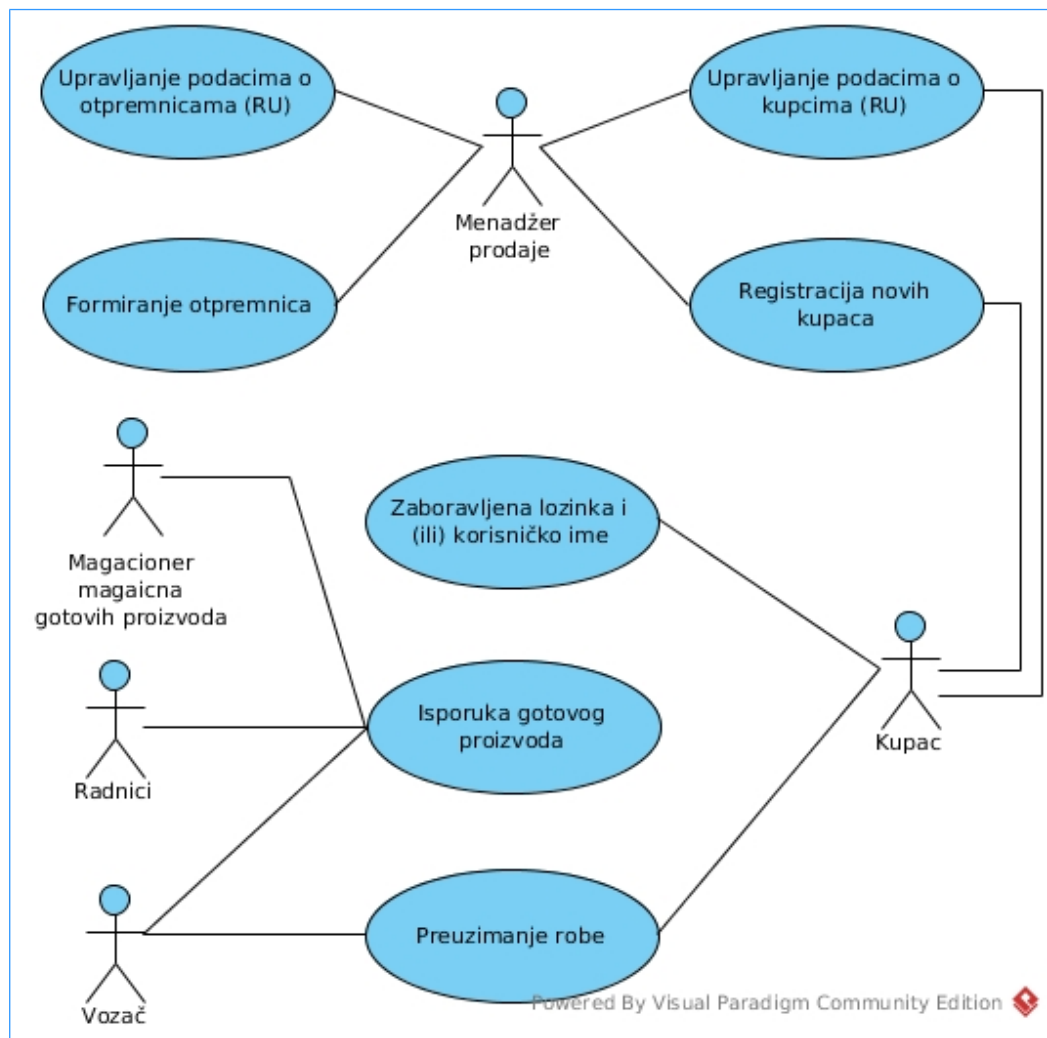 Upravljanje podacima o
otpremnicama (RU)
Upravljanje podacima o
kupcima (RU)
Menadžer
prodaje
Formiranje otpremnica
Registracija novih
kupaca
Magacioner
magaicna
gotovih proizvoda
Zaboravljena lozinka i
(ili) korisničko ime
Isporuka gotovog
proizvoda
Kupac
Radnici
Preuzimanje robe
Vozač
Powered By Visual Paradigm Community Edition